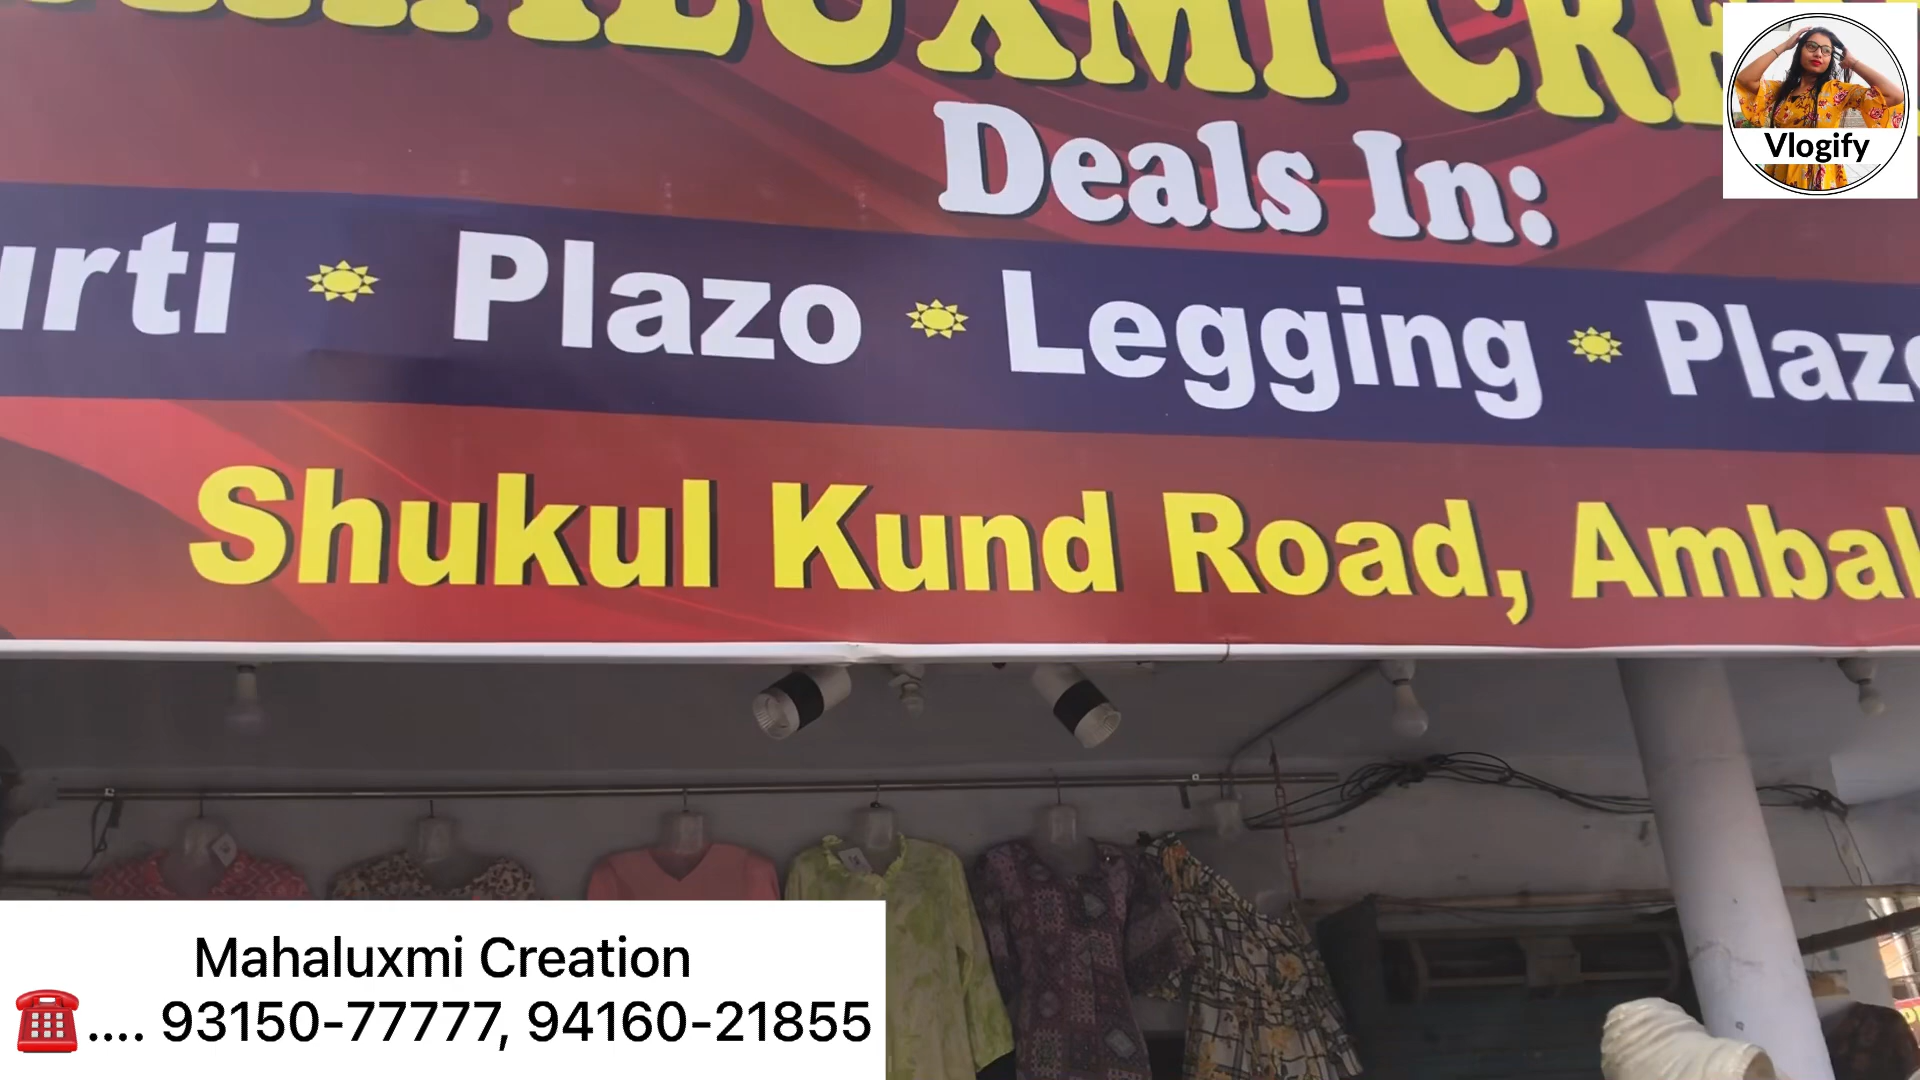 Vlogify
Deals In:
Plazo Legging
Shukul Kund Road,
Mahaluxmi Creation
☎.... 93150-77777, 94160-21855